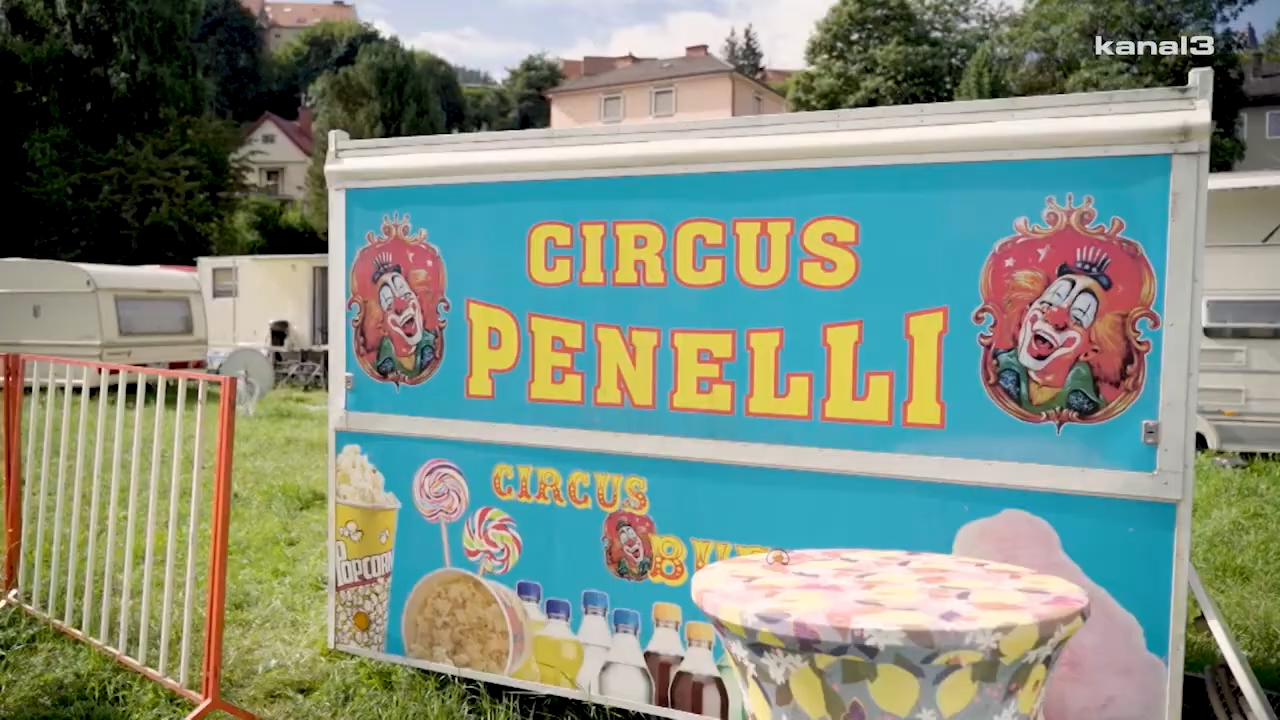 kanal3
CIRCUS
PENELLI
CIRCUS
POPCORN